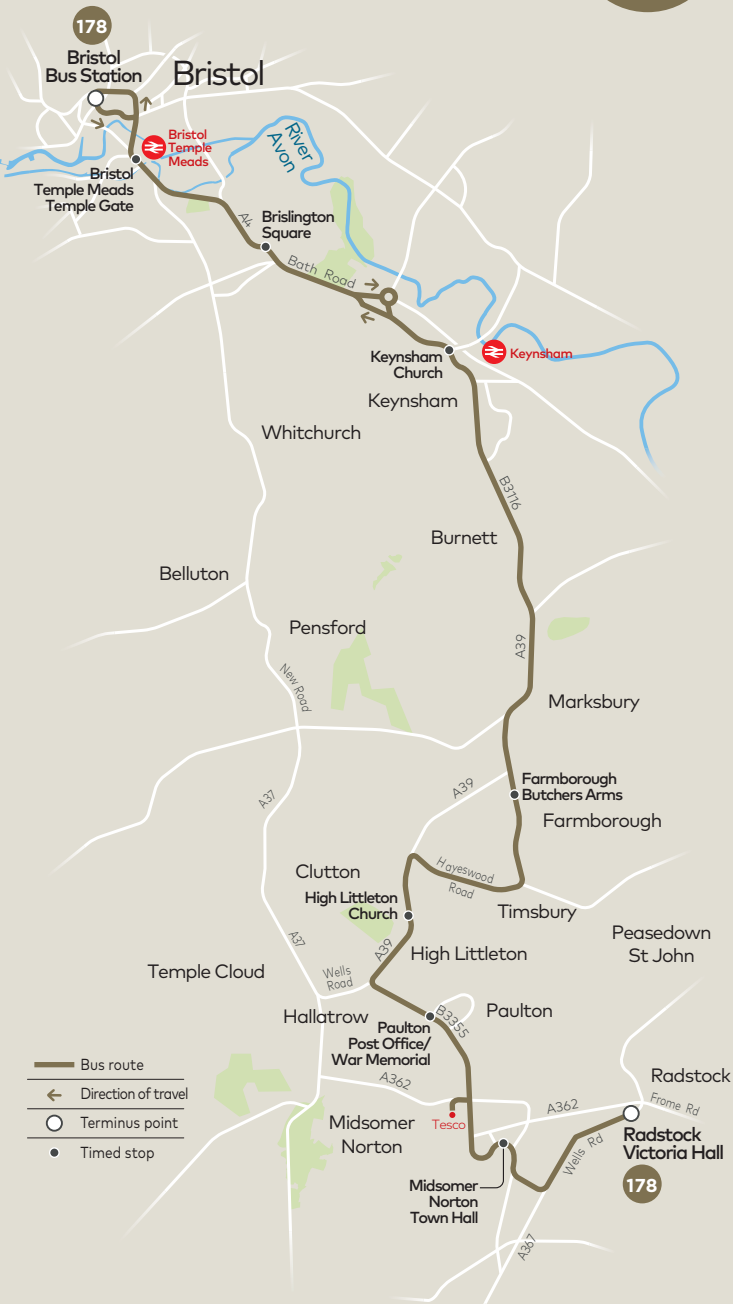 178
Bristol
Bus Station
Bristol
Bristol
Temple
Meads
River
Avon
Bristol
Temple Meads
Temple Gate
A4
Brislington
Square
Bath Road
Keynsham
Church
Keynsham
Keynsham
Whitchurch
B3116
Burnett
Belluton
Pensford
A39
New Road
Marksbury
A37
A39
Farmborough
Butchers Arms
Farmborough
Clutton
Hayeswood
Road
High Littleton
Church
Timsbury
Peasedown
St John
A37
A39
High Littleton
Temple Cloud
Wells
Road
Hallatrow
Paulton
B3355
Paulton
Post Office/
War Memorial
Bus route
Direction of travel
Terminus point
Timed stop
A362
Radstock
Frome Rd
A362
Tesco
Midsomer
Norton
Radstock
Victoria Hall
178
Wells Rd
Midsomer
Norton
Town Hall
A367